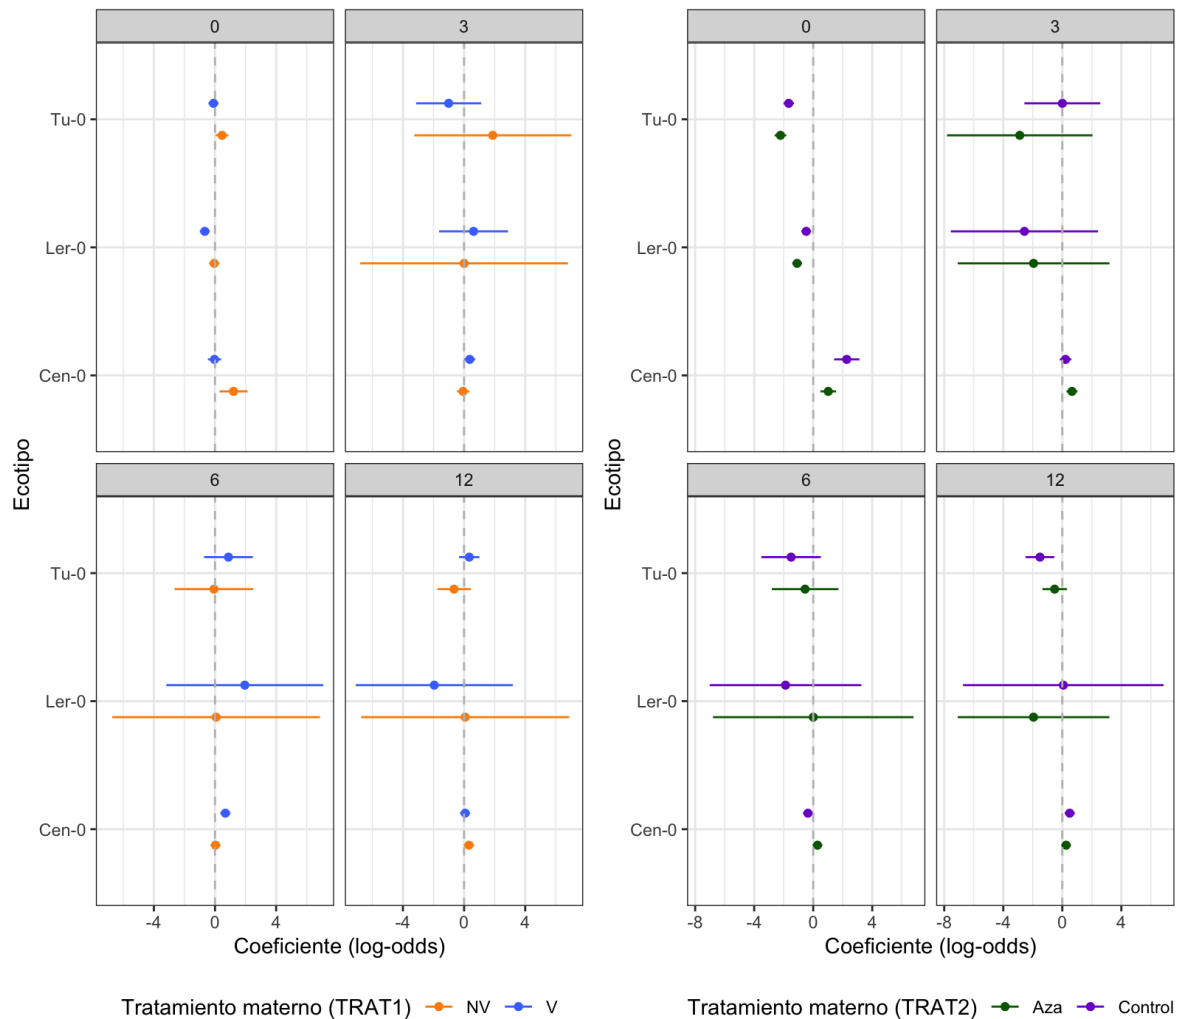 0 3
Tu-0
Ler-0
Cen-0
6 12
Tu-0
Ler-0
Cen-0
-4 0 4 -4 0 4
Ecotipo
Coeficiente (log-odds)
Tratamiento materno (TRAT1) NV V
0 3
Tu-0
Ler-0
Cen-0
6 12
Tu-0
Ler-0
Cen-0
-8 -4 0 4 -8 -4 0 4
Ecotipo
Coeficiente (log-odds)
Tratamiento materno (TRAT2) Aza Control